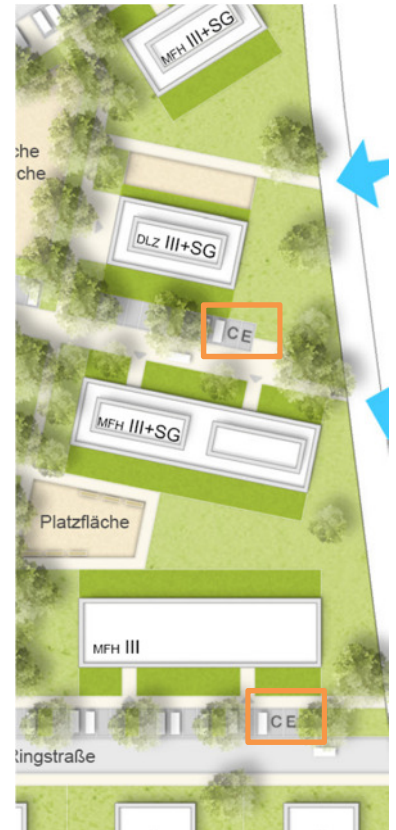 MFH III+SG
che
che
DLZ III+SG
CE
MFH III+SG
Platzfläche
MFH III
CE
Ringstraße